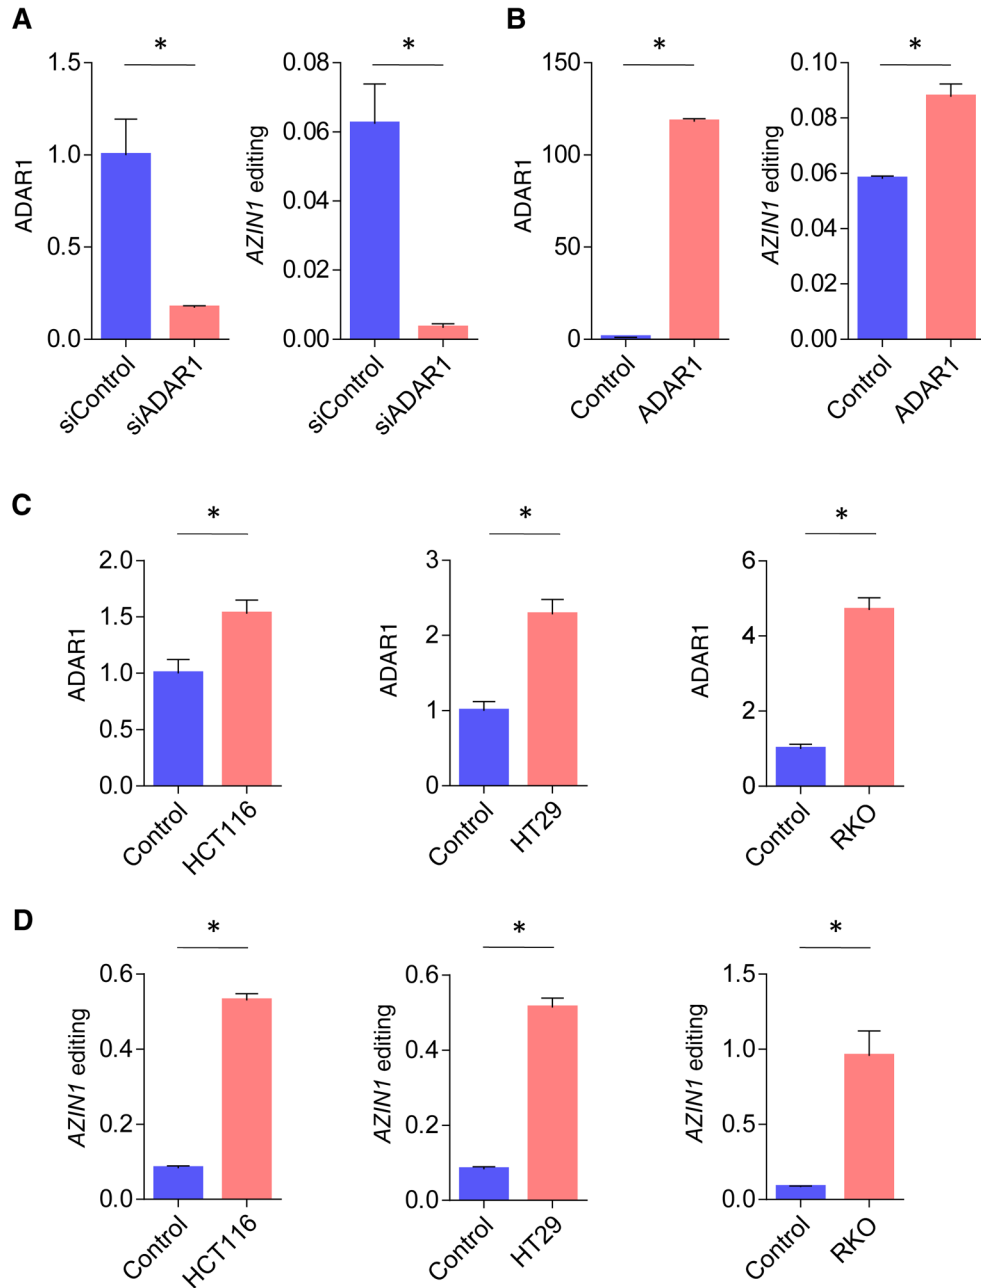 A
*
1.5
1.0
0.5
0.0
ADAR1
siControl
siADAR1
*
0.08
0.06
0.04
0.02
0.00
AZIN1 editing
siControl
siADAR1
B
*
150
100
50
0
ADAR1
Control
ADAR1
*
0.10
0.08
0.06
0.04
0.02
0.00
AZIN1 editing
Control
ADAR1
C
*
2.0
1.5
1.0
0.5
0.0
ADAR1
Control
HCT116
*
3
2
1
0
ADAR1
Control
HT29
*
6
4
2
0
ADAR1
Control
RKO
D
*
0.6
0.4
0.2
0.0
AZIN1 editing
Control
HCT116
*
0.6
0.4
0.2
0.0
AZIN1 editing
Control
HT29
*
1.5
1.0
0.5
0.0
AZIN1 editing
Control
RKO